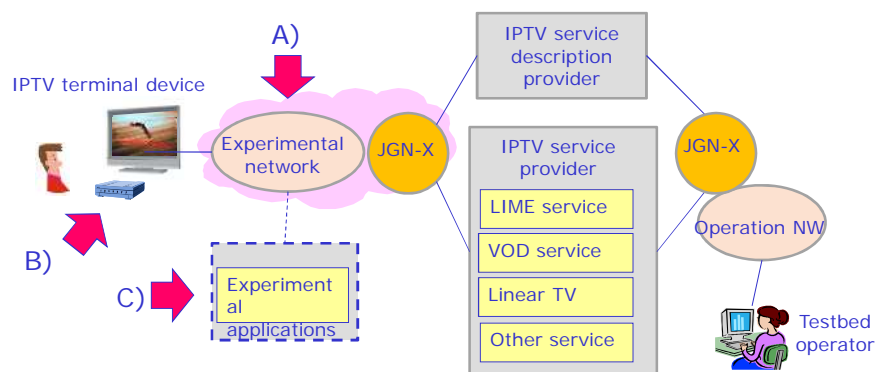 A)
IPTV terminal device
Experimental
network
JGN-X
IPTV service
description
provider
IPTV service
provider
LIME service
VOD service
Linear TV
Other service
JGN-X
Operation NW
B)
C)
Experiment
al
applications
Testbed
operator